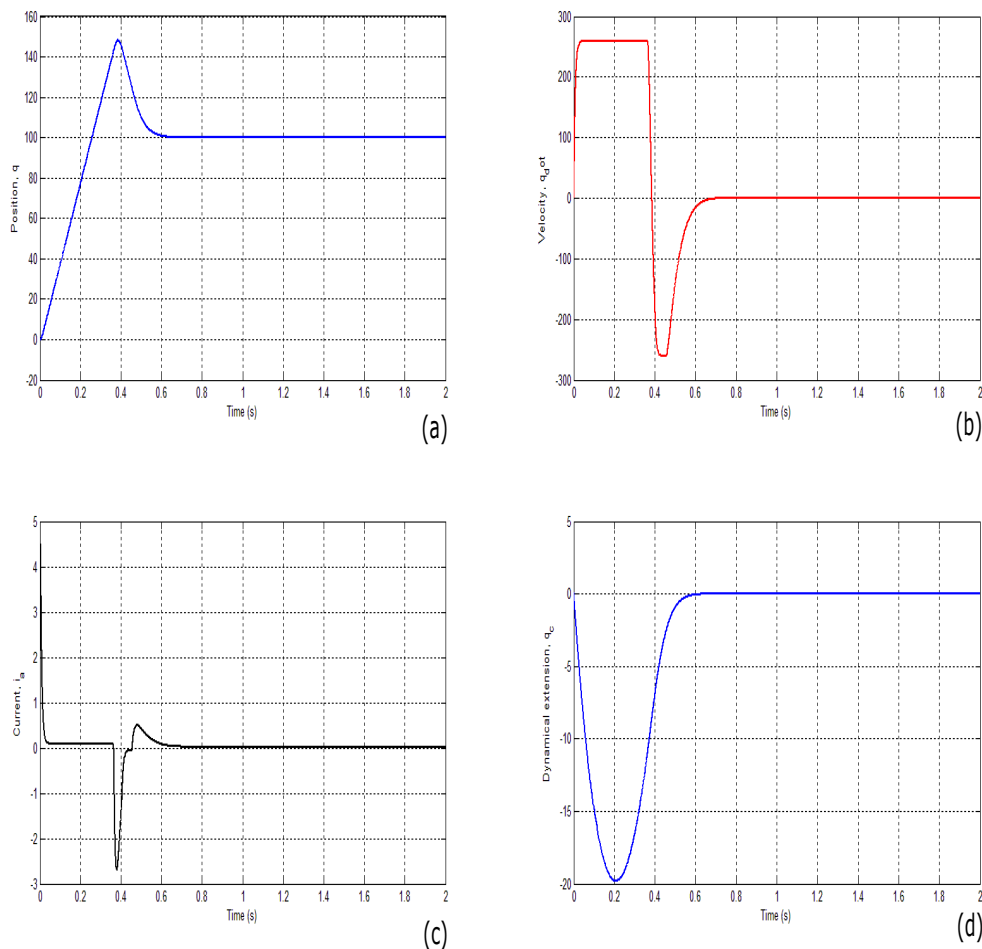 160
140
120
100
80
60
40
20
0
-20
Position, q
0 0.2 0.4 0.6 0.8 1 1.2 1.4 1.6 1.8 2
Time (s)
(a)
300
200
100
0
-100
-200
-300
Velocity, q_dot
0 0.2 0.4 0.6 0.8 1 1.2 1.4 1.6 1.8 2
Time (s)
(b)
5
4
3
2
1
0
-1
-2
-3
Current, i_a
0 0.2 0.4 0.6 0.8 1 1.2 1.4 1.6 1.8 2
Time (s)
(c)
5
0
-5
-10
-15
-20
Dynamical extension, q_c
0 0.2 0.4 0.6 0.8 1 1.2 1.4 1.6 1.8 2
Time (s)
(d)